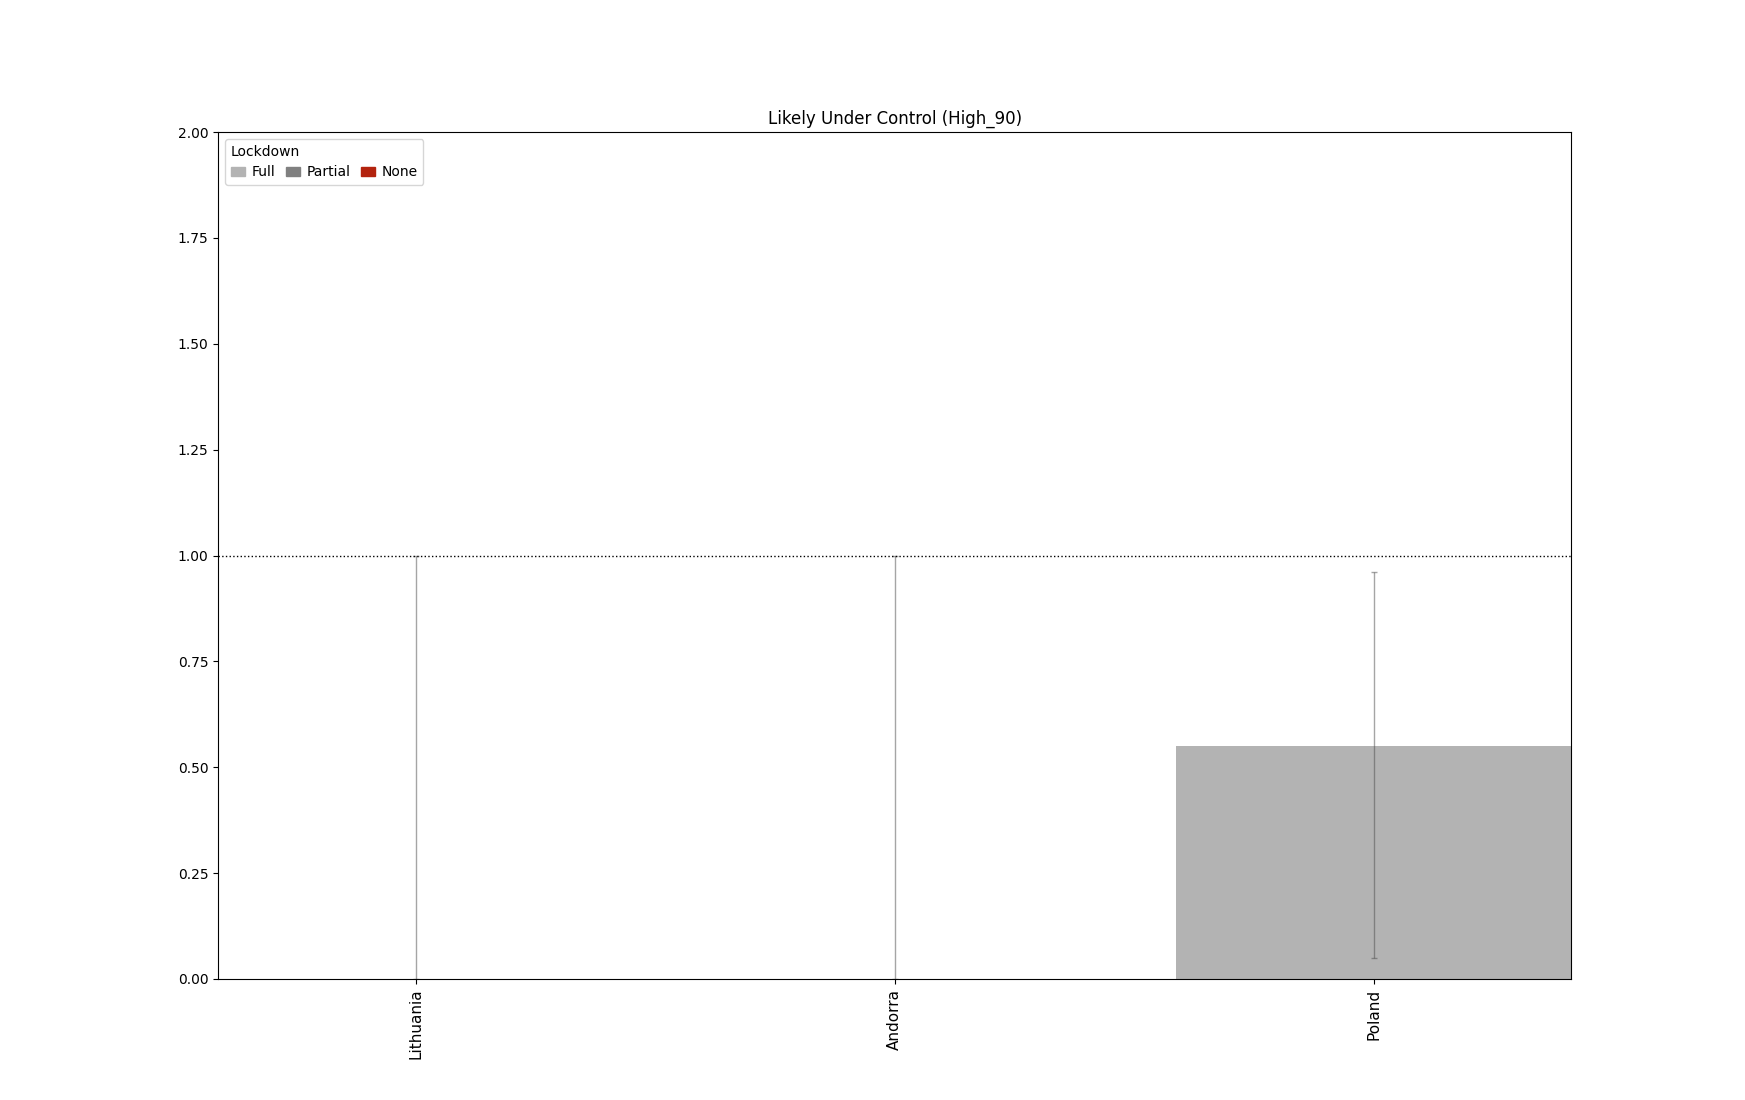 Likely Under Control (High_90)
2.00
Lockdown
Full Partial None
1.75
1.50
1.25
1.00
0.75
0.50
0.25
0.00
Lithuania
Andorra
Poland